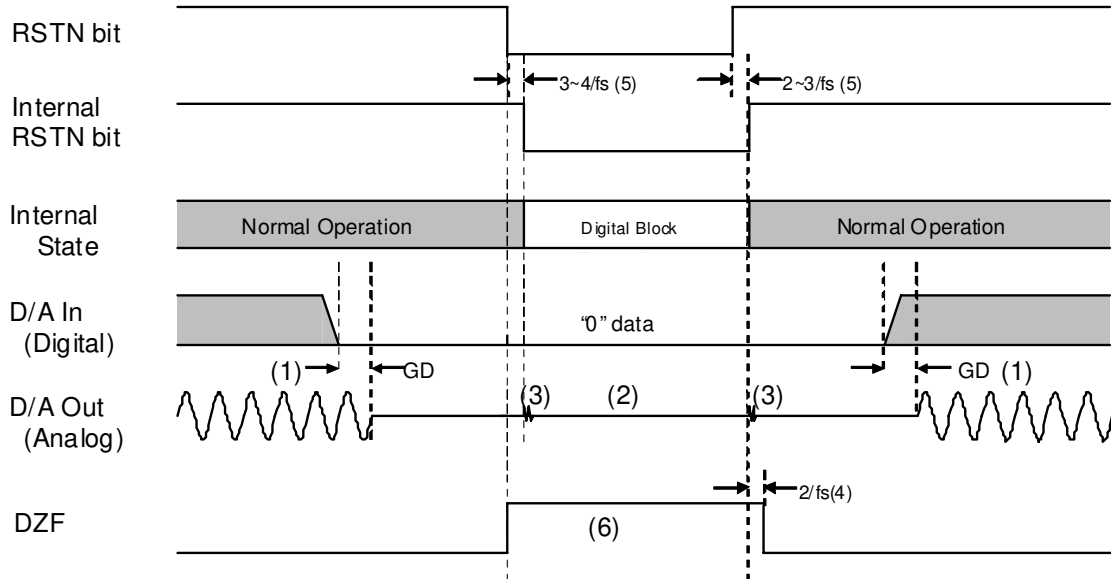 RSTN bit
3~4/fs (5)
2~3/fs (5)
Internal
RSTN bit
Internal
State
Normal Operation
Digital Block
Normal Operation
D/A In
(Digital)
“0” data
(1)
GD
GD
(1)
D/A Out
(Analog)
(3)
(2)
(3)
2/fs(4)
DZF
(6)